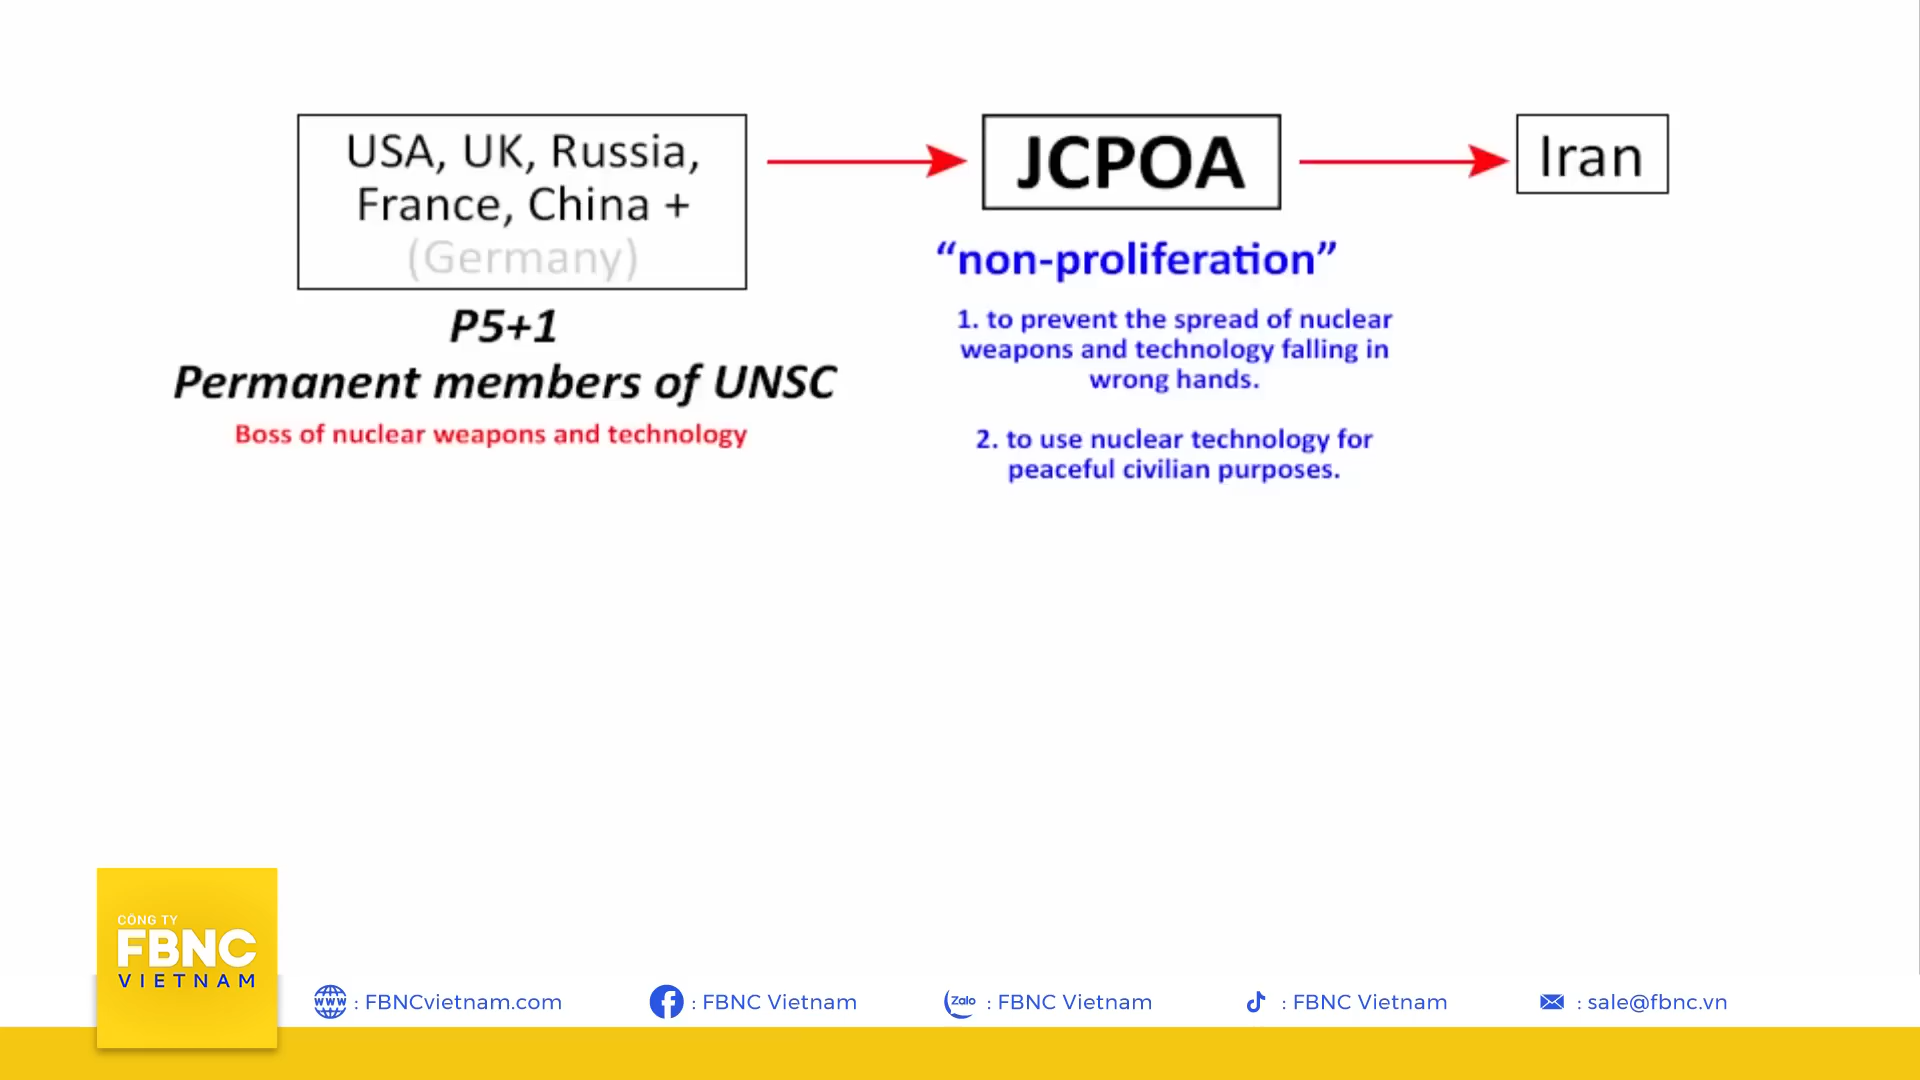 USA, UK, Russia,
France, China +
(Germany)
P5+1
Permanent members of UNSC
Boss of nuclear weapons and technology
JCPOA
“non-proliferation”
1. to prevent the spread of nuclear
weapons and technology falling in
wrong hands.
2. to use nuclear technology for
peaceful civilian purposes.
Iran
CÔNG TY
FBNC
VIETNAM
www : FBNCvietnam.com
: FBNC Vietnam
Zalo : FBNC Vietnam
: FBNC Vietnam
: sale@fbnc.vn